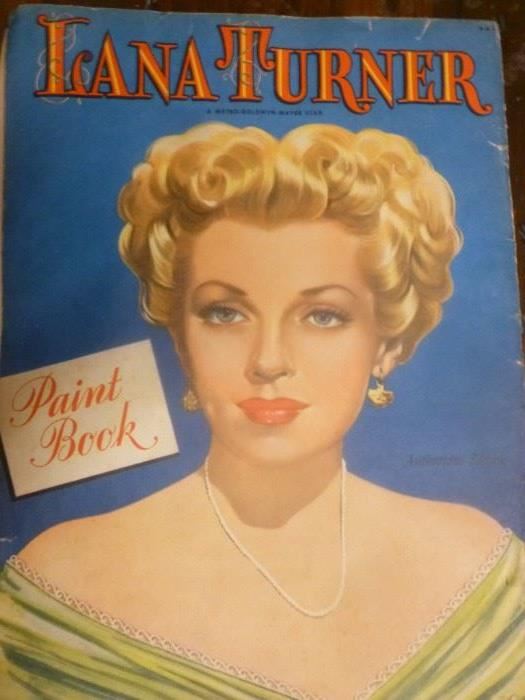 LANA TURNER
A METRO-GOLDWYN-MAYER STAR
Paint
Book
Authorized Edition